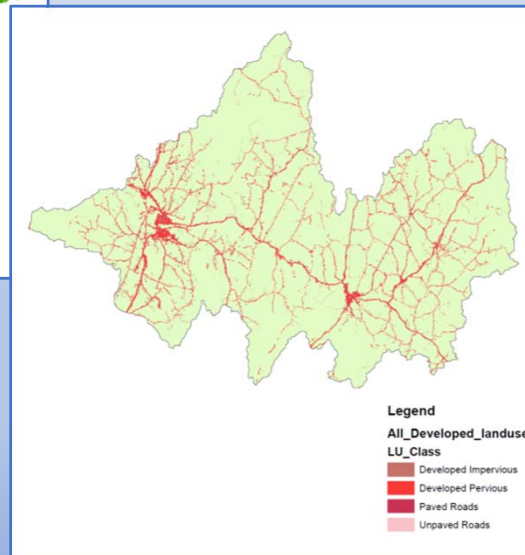 Legend
All_Developed_landuse
LU_Class
Developed Impervious
Developed Pervious
Paved Roads
Unpaved Roads